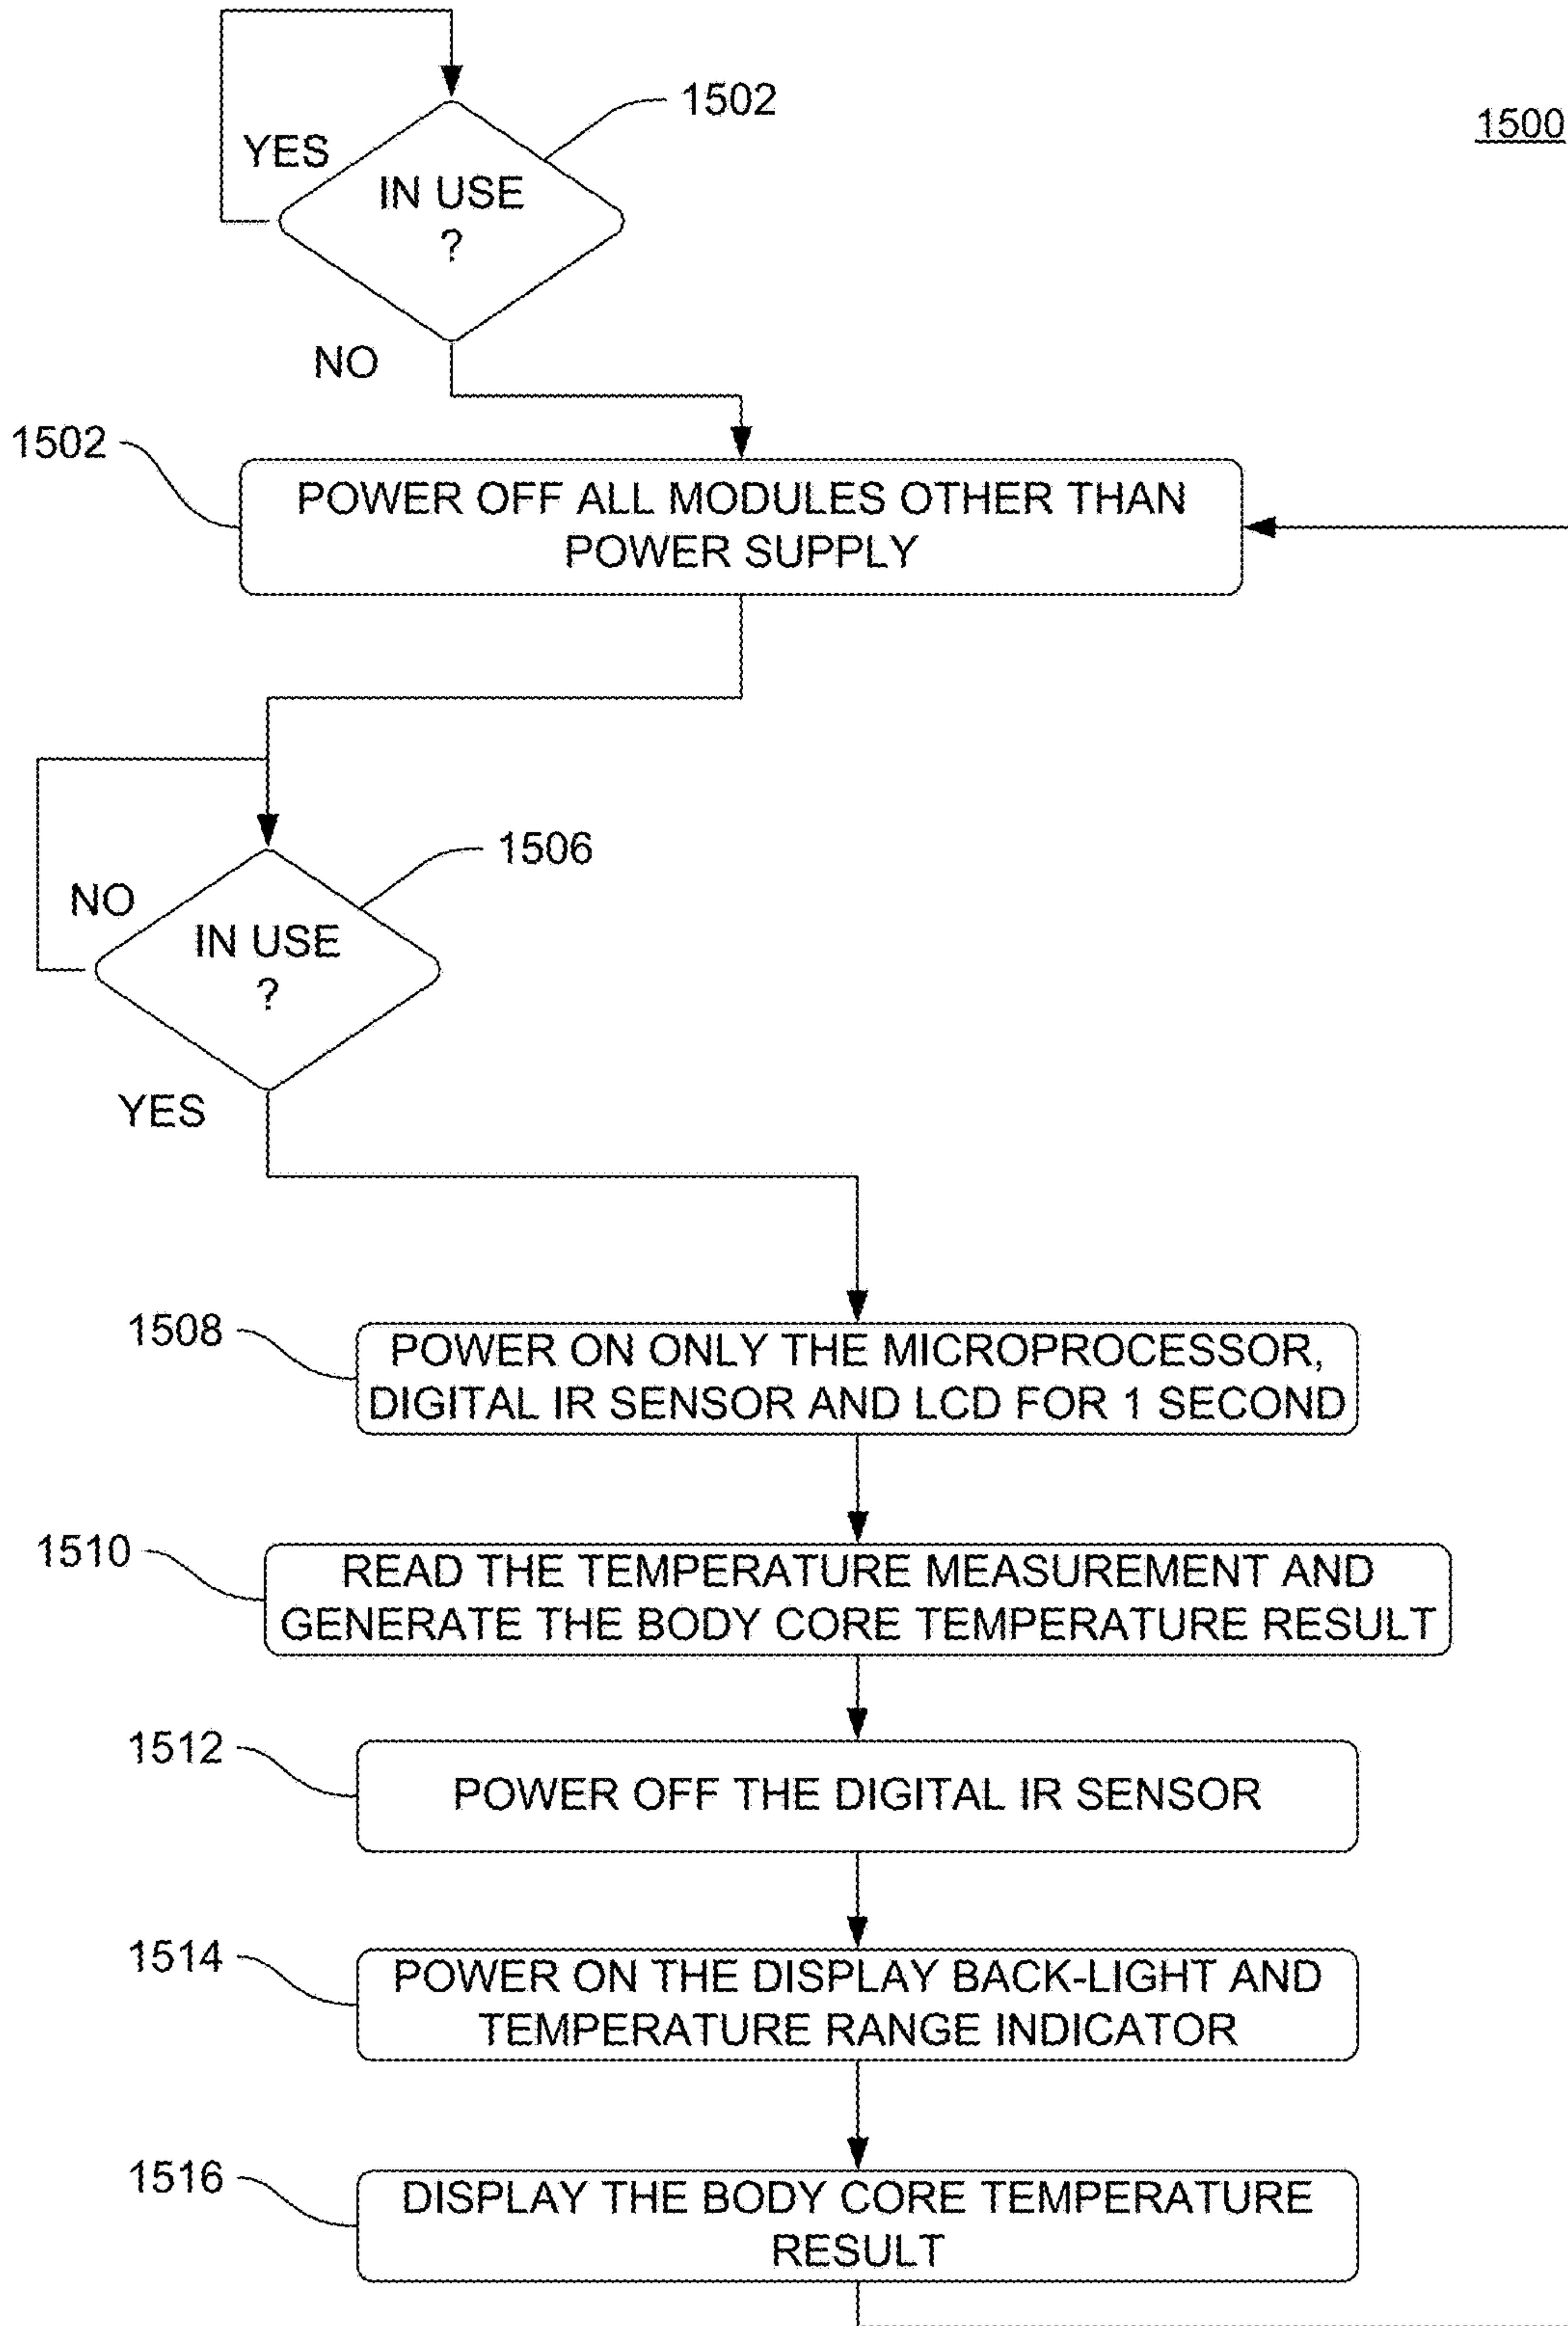 1500
1502
YES
IN USE
?
NO
1502
POWER OFF ALL MODULES OTHER THAN
POWER SUPPLY
1506
NO
IN USE
?
YES
1508
POWER ON ONLY THE MICROPROCESSOR,
DIGITAL IR SENSOR AND LCD FOR 1 SECOND
1510
READ THE TEMPERATURE MEASUREMENT AND
GENERATE THE BODY CORE TEMPERATURE RESULT
1512
POWER OFF THE DIGITAL IR SENSOR
1514
POWER ON THE DISPLAY BACK-LIGHT AND
TEMPERATURE RANGE INDICATOR
1516
DISPLAY THE BODY CORE TEMPERATURE
RESULT